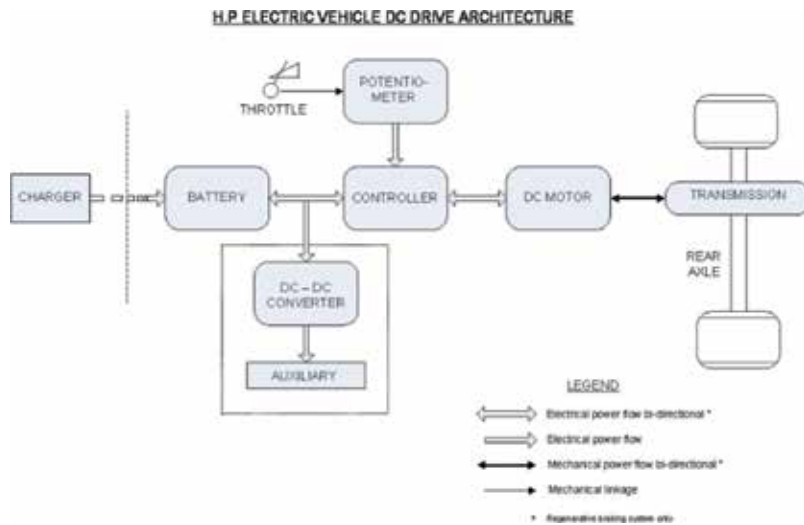 H.P ELECTRIC VEHICLE DC DRIVE ARCHITECTURE
THROTTLE
POTENTIO-
METER
CHARGER
BATTERY
CONTROLLER
DC MOTOR
TRANSMISSION
REAR
AXLE
DC – DC
CONVERTER
AUXILIARY
LEGEND
Electrical power flow bi-directional *
Electrical power flow
Mechanical power flow bi-directional *
Mechanical linkage
* Regenerative braking system only